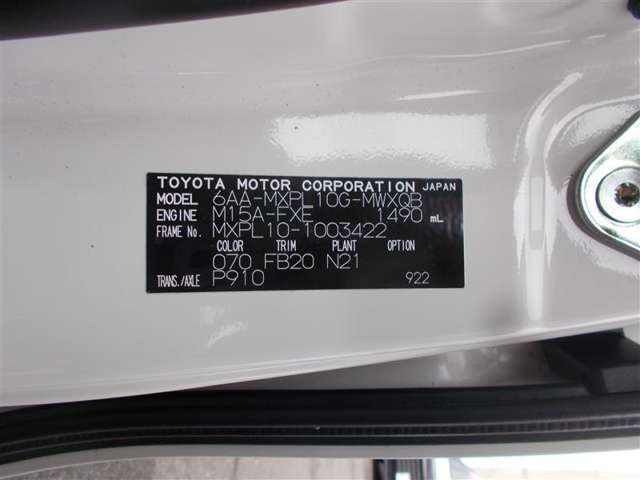 TOYOTA MOTOR CORPORATION JAPAN
MODEL 6AA-MXPL10G-MWXQB
ENGINE M15A-FXE 1490 mL
FRAME No. MXPL10-1003422
COLOR TRIM PLANT OPTION
070 FB20 N21
TRANS./AXLE P910 922